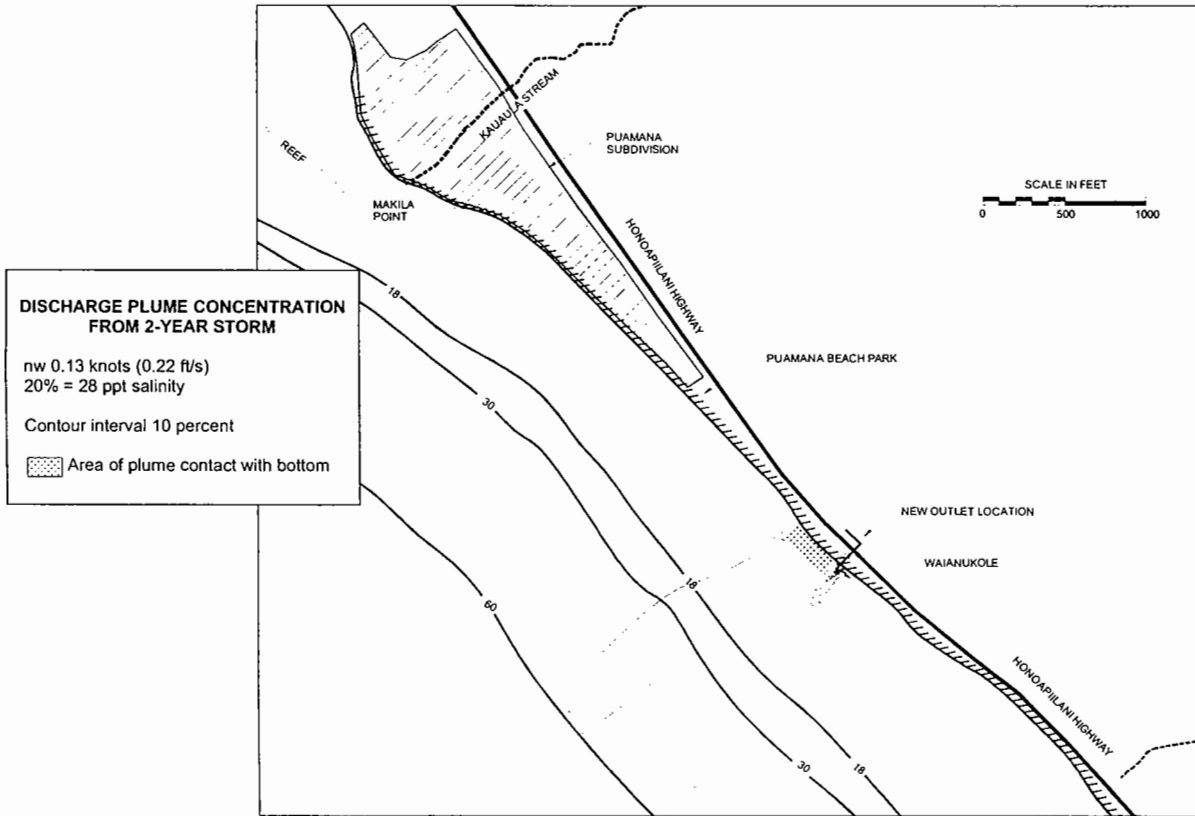 KAUAULA STREAM
PUAMANA
SUBDIVISION
REEF
SCALE IN FEET
0 500 1000
MAKILA
POINT
HONOAPIILANI HIGHWAY
18
DISCHARGE PLUME CONCENTRATION
FROM 2-YEAR STORM
nw 0.13 knots (0.22 ft/s)
20% = 28 ppt salinity
Contour interval 10 percent
Area of plume contact with bottom
PUAMANA BEACH PARK
30
NEW OUTLET LOCATION
WAIANUKOLE
18
60
HONOAPIILANI HIGHWAY
30
18